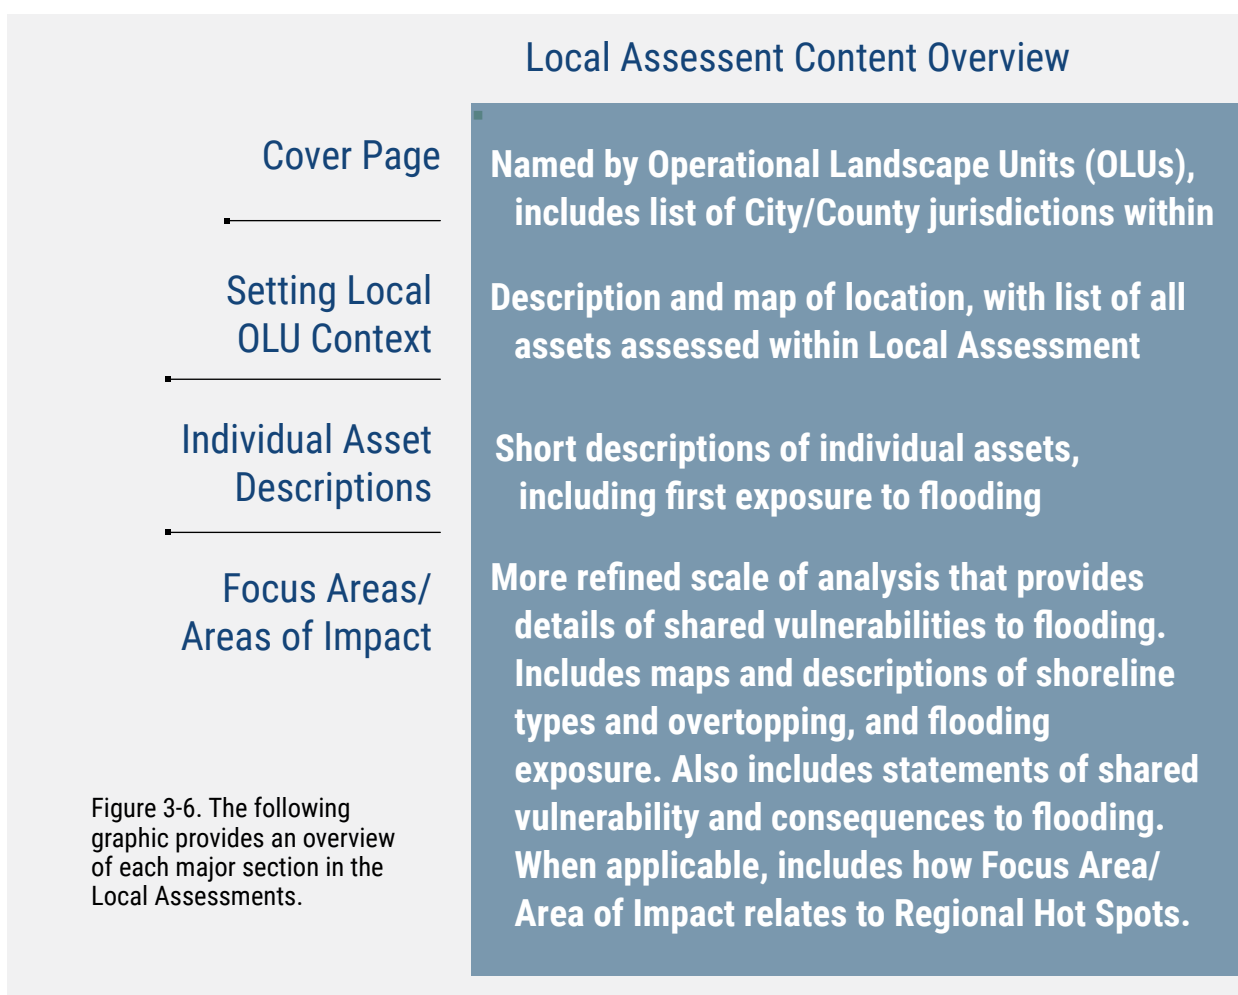 Local Assessent Content Overview
Cover Page
Named by Operational Landscape Units (OLUs),
includes list of City/County jurisdictions within
Setting Local
OLU Context
Description and map of location, with list of all
assets assessed within Local Assessment
Individual Asset
Descriptions
Short descriptions of individual assets,
including first exposure to flooding
Focus Areas/
Areas of Impact
More refined scale of analysis that provides
details of shared vulnerabilities to flooding.
Includes maps and descriptions of shoreline
types and overtopping, and flooding
exposure. Also includes statements of shared
vulnerability and consequences to flooding.
When applicable, includes how Focus Area/
Area of Impact relates to Regional Hot Spots.
Figure 3-6. The following
graphic provides an overview
of each major section in the
Local Assessments.